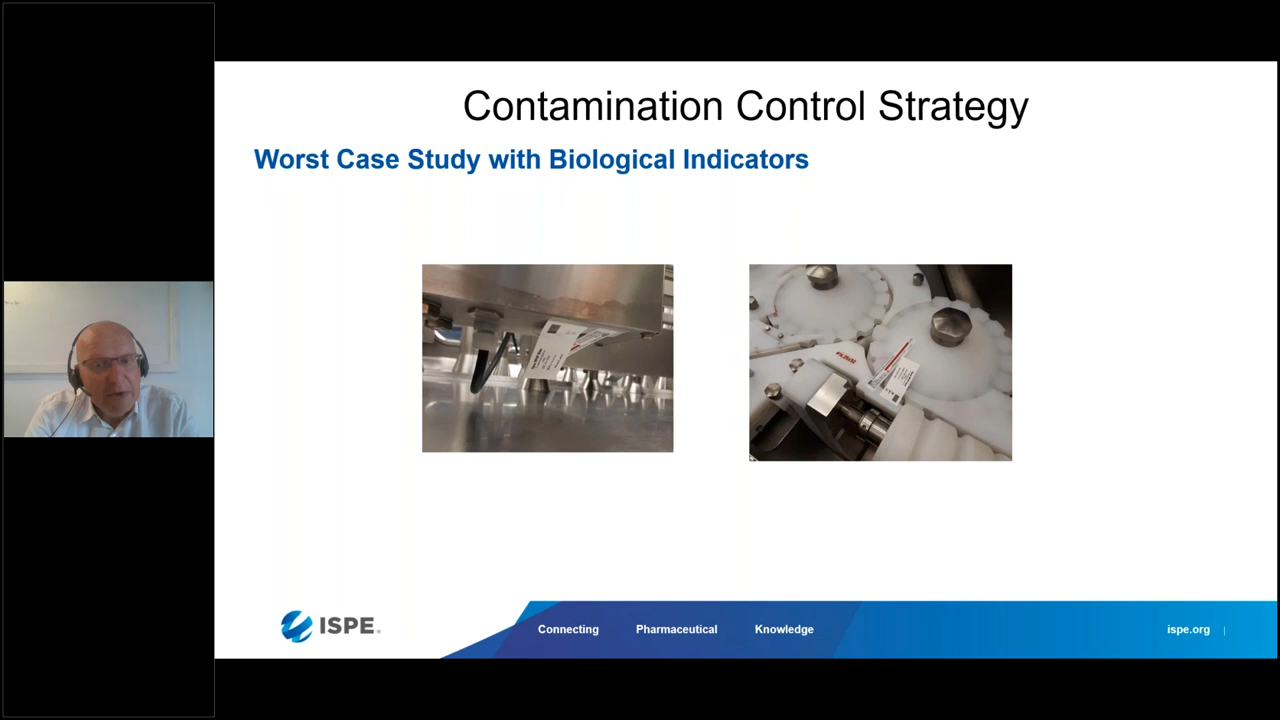 Contamination Control Strategy
Worst Case Study with Biological Indicators
ISPE®
Connecting Pharmaceutical Knowledge
ispe.org |